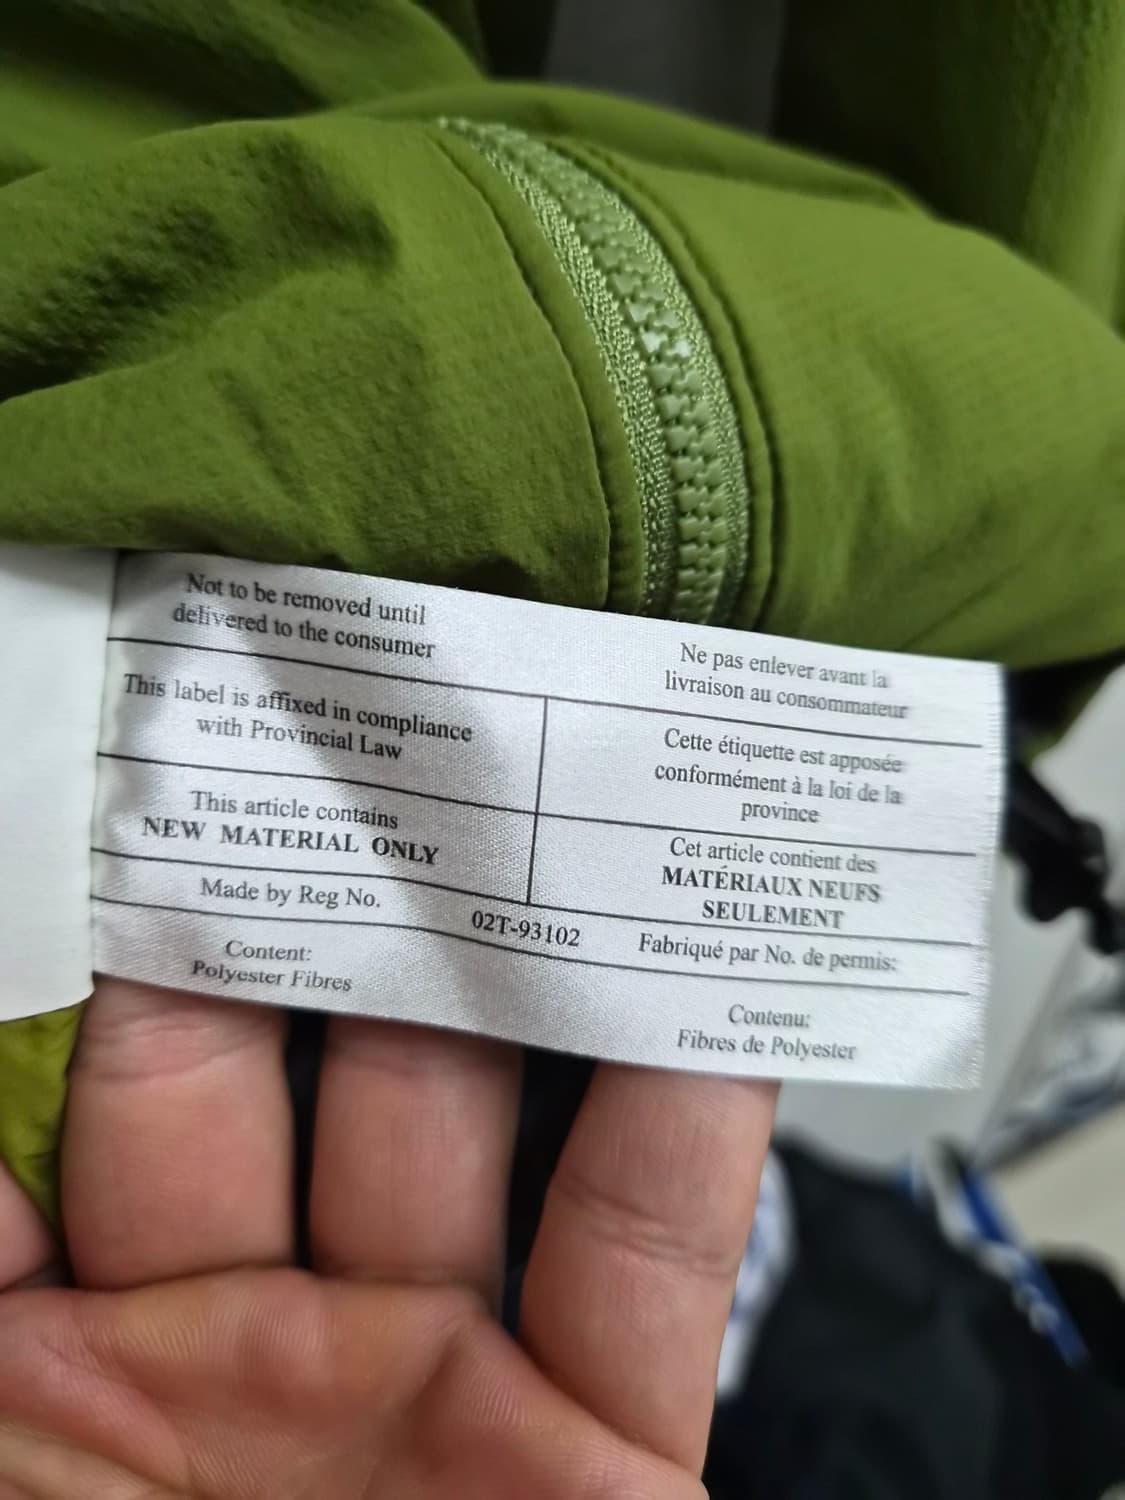 Not to be removed until
delivered to the consumer
Ne pas enlever avant la
livraison au consommateur
This label is affixed in compliance
with Provincial Law
Cette étiquette est apposée
conformément à la loi de la
province
This article contains
NEW MATERIAL ONLY
Cet article contient des
MATÉRIAUX NEUFS
SEULEMENT
Made by Reg No.
02T-93102
Fabriqué par No. de permis:
Content:
Polyester Fibres
Contenu:
Fibres de Polyester